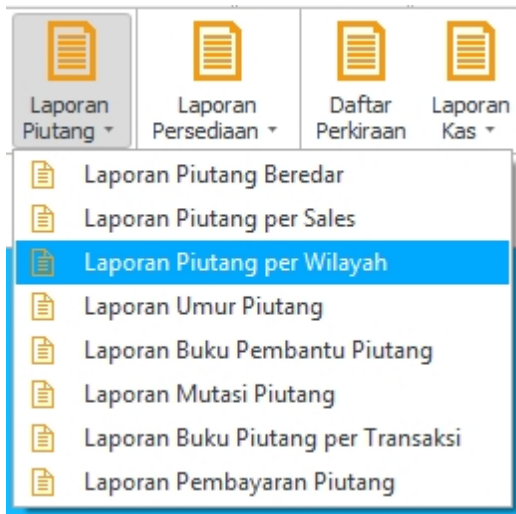 Laporan
Piutang
Laporan
Persediaan
Daftar
Perkiraan
Laporan
Kas
Laporan Piutang Beredar
Laporan Piutang per Sales
Laporan Piutang per Wilayah
Laporan Umur Piutang
Laporan Buku Pembantu Piutang
Laporan Mutasi Piutang
Laporan Buku Piutang per Transaksi
Laporan Pembayaran Piutang